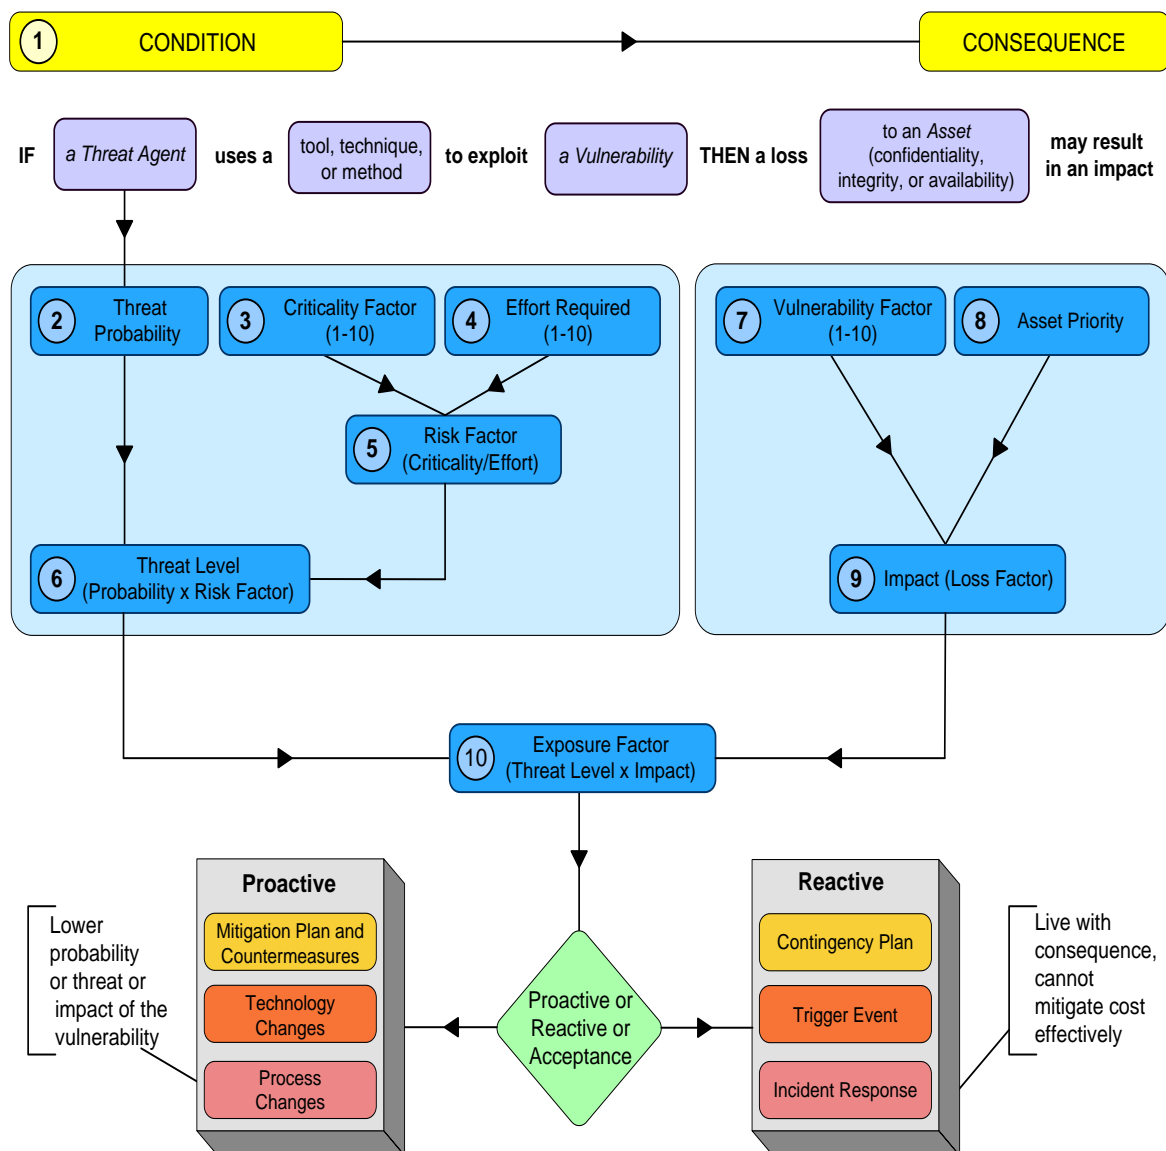 1 CONDITION
CONSEQUENCE
IF
a Threat Agent
uses a
tool, technique,
or method
to exploit
a Vulnerability
THEN a loss
to an Asset
(confidentiality,
integrity, or availability)
may result
in an impact
2
Threat
Probability
3
Criticality Factor
(1-10)
4
Effort Required
(1-10)
7
Vulnerability Factor
(1-10)
8
Asset Priority
5
Risk Factor
(Criticality/Effort)
6
Threat Level
(Probability x Risk Factor)
9
Impact (Loss Factor)
10
Exposure Factor
(Threat Level x Impact)
Lower
probability
or threat or
impact of the
vulnerability
Proactive
Mitigation Plan and
Countermeasures
Technology
Changes
Process
Changes
Proactive or
Reactive or
Acceptance
Reactive
Contingency Plan
Trigger Event
Incident Response
Live with
consequence,
cannot
mitigate cost
effectively